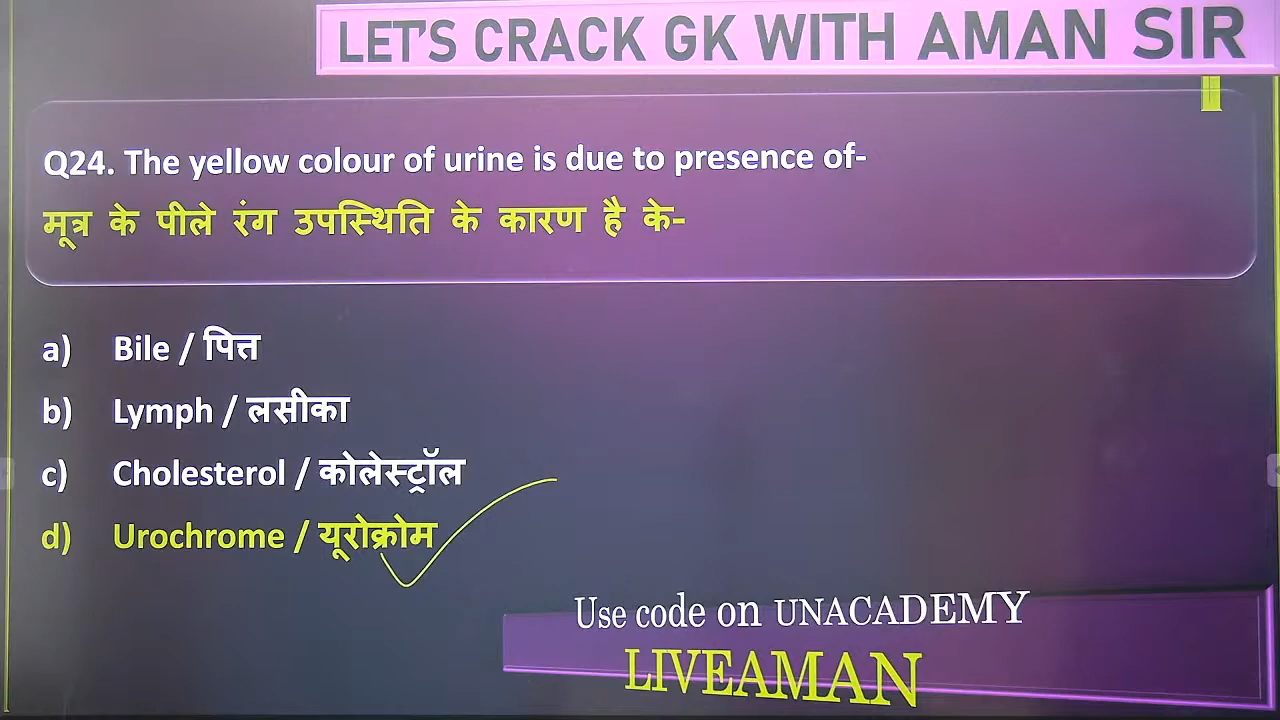 LET'S CRACK GK WITH AMAN SIR
Q24. The yellow colour of urine is due to presence of-
मूत्र के पीले रंग उपस्थिति के कारण है के-
a) Bile / पित्त
b) Lymph / लसीका
c) Cholesterol / कोलेस्ट्रॉल
d) Urochrome / यूरोक्रोम
Use code on UNACADEMY
LIVEAMAN